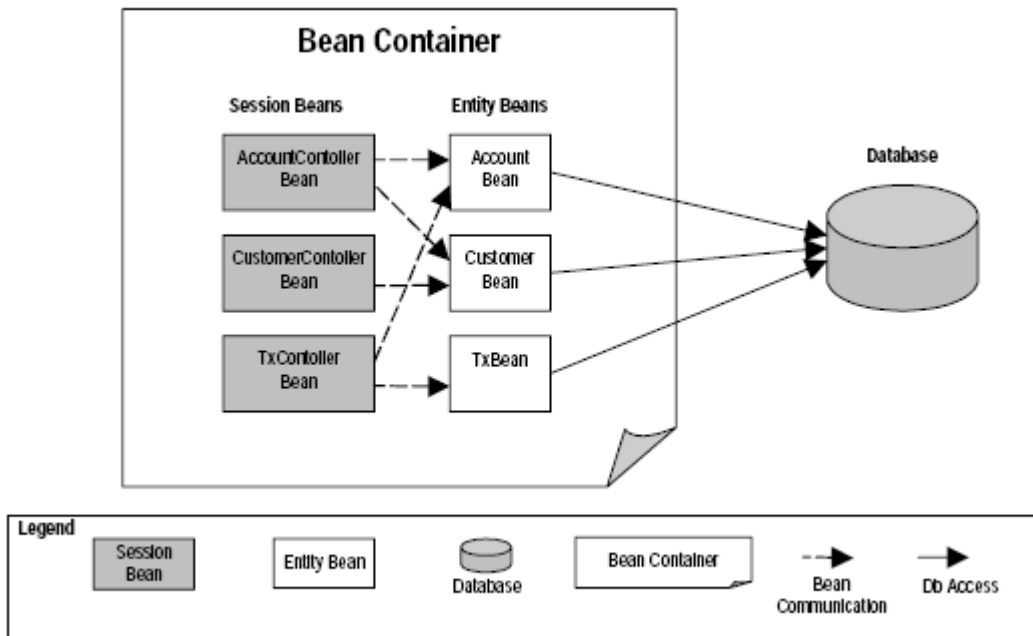 Bean Container
Session Beans
Entity Beans
AccountContoller
Bean
Account
Bean
Database
CustomerContoller
Bean
Customer
Bean
TxContoller
Bean
TxBean
Legend
Session
Bean
Entity Bean
Database
Bean Container
Bean
Communication
Db Access